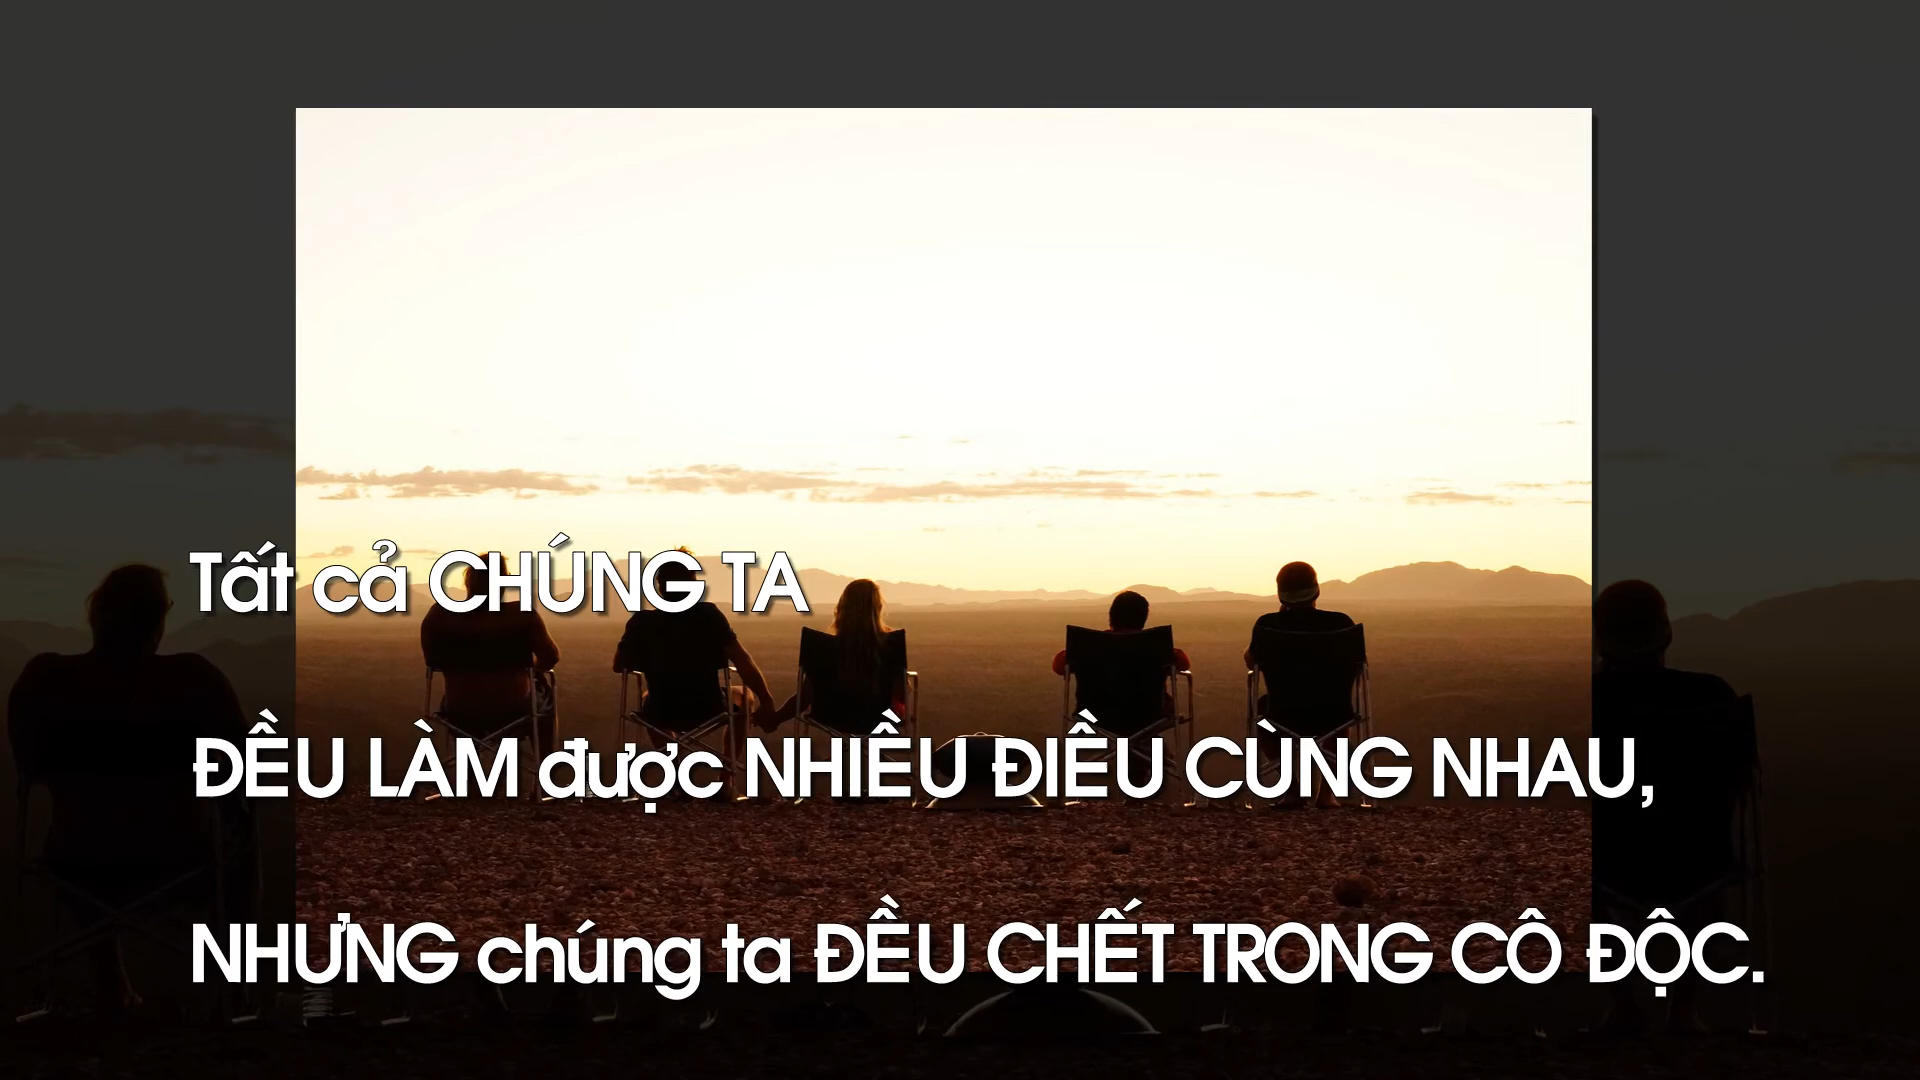 Tất cả CHÚNG TA
ĐỀU LÀM được NHIỀU ĐIỀU CÙNG NHAU,
NHƯNG chúng ta ĐỀU CHẾT TRONG CÔ ĐỘC.